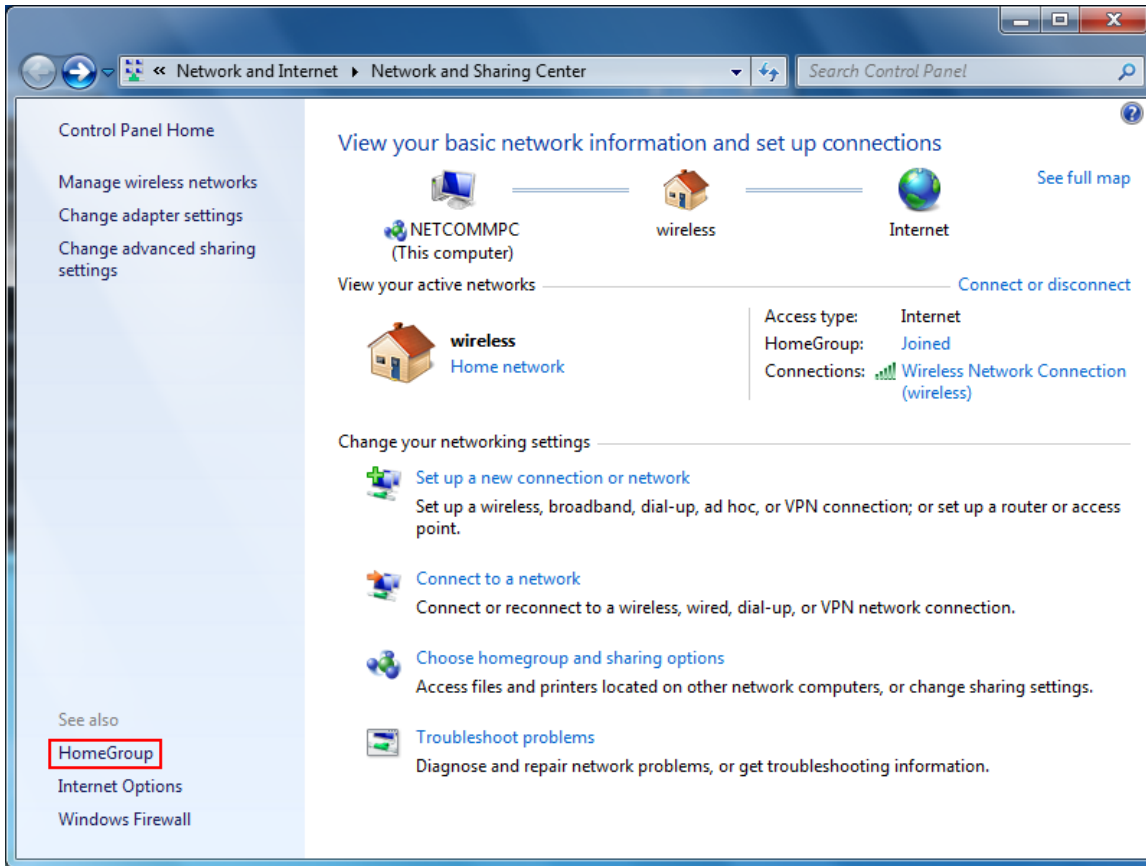 « Network and Internet ▸ Network and Sharing Center
Search Control Panel
Control Panel Home
Manage wireless networks
Change adapter settings
Change advanced sharing
settings
See also
HomeGroup
Internet Options
Windows Firewall
View your basic network information and set up connections
See full map
NETCOMMPC
(This computer)
wireless
Internet
View your active networks
Connect or disconnect
wireless
Home network
Access type: Internet
HomeGroup: Joined
Connections: Wireless Network Connection
(wireless)
Change your networking settings
Set up a new connection or network
Set up a wireless, broadband, dial-up, ad hoc, or VPN connection; or set up a router or access
point.
Connect to a network
Connect or reconnect to a wireless, wired, dial-up, or VPN network connection.
Choose homegroup and sharing options
Access files and printers located on other network computers, or change sharing settings.
Troubleshoot problems
Diagnose and repair network problems, or get troubleshooting information.